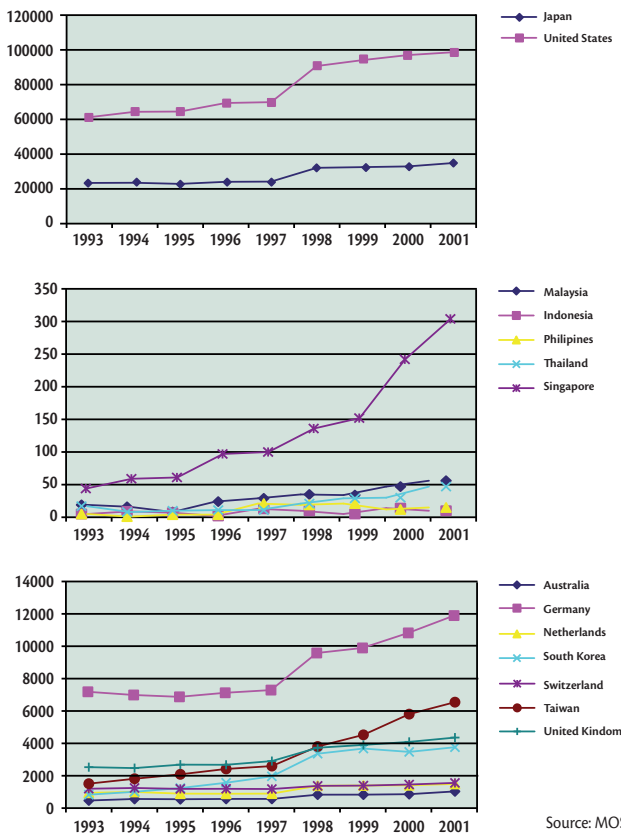 120000
100000
80000
60000
40000
20000
0
1993 1994 1995 1996 1997 1998 1999 2000 2001
Japan
United States
350
300
250
200
150
100
50
0
1993 1994 1995 1996 1997 1998 1999 2000 2001
Malaysia
Indonesia
Philipines
Thailand
Singapore
14000
12000
10000
8000
6000
4000
2000
0
1993 1994 1995 1996 1997 1998 1999 2000 2001
Australia
Germany
Netherlands
South Korea
Switzerland
Taiwan
United Kindom
Source: MOS